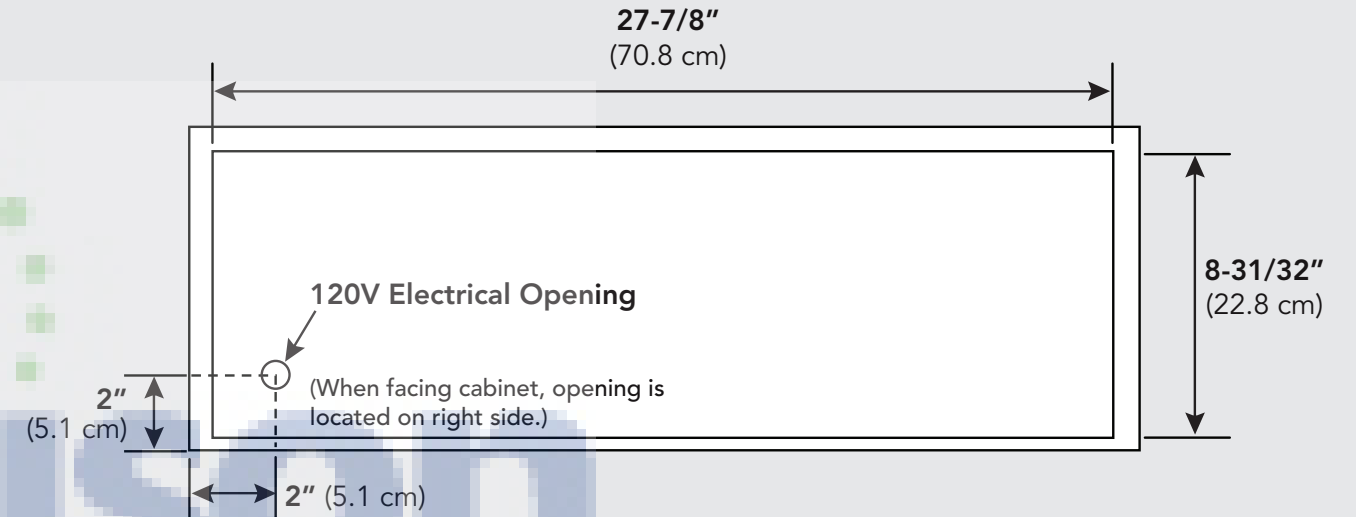 27-7/8”
(70.8 cm)
8-31/32”
(22.8 cm)
120V Electrical Opening
(When facing cabinet, opening is
located on right side.)
2”
(5.1 cm)
2” (5.1 cm)